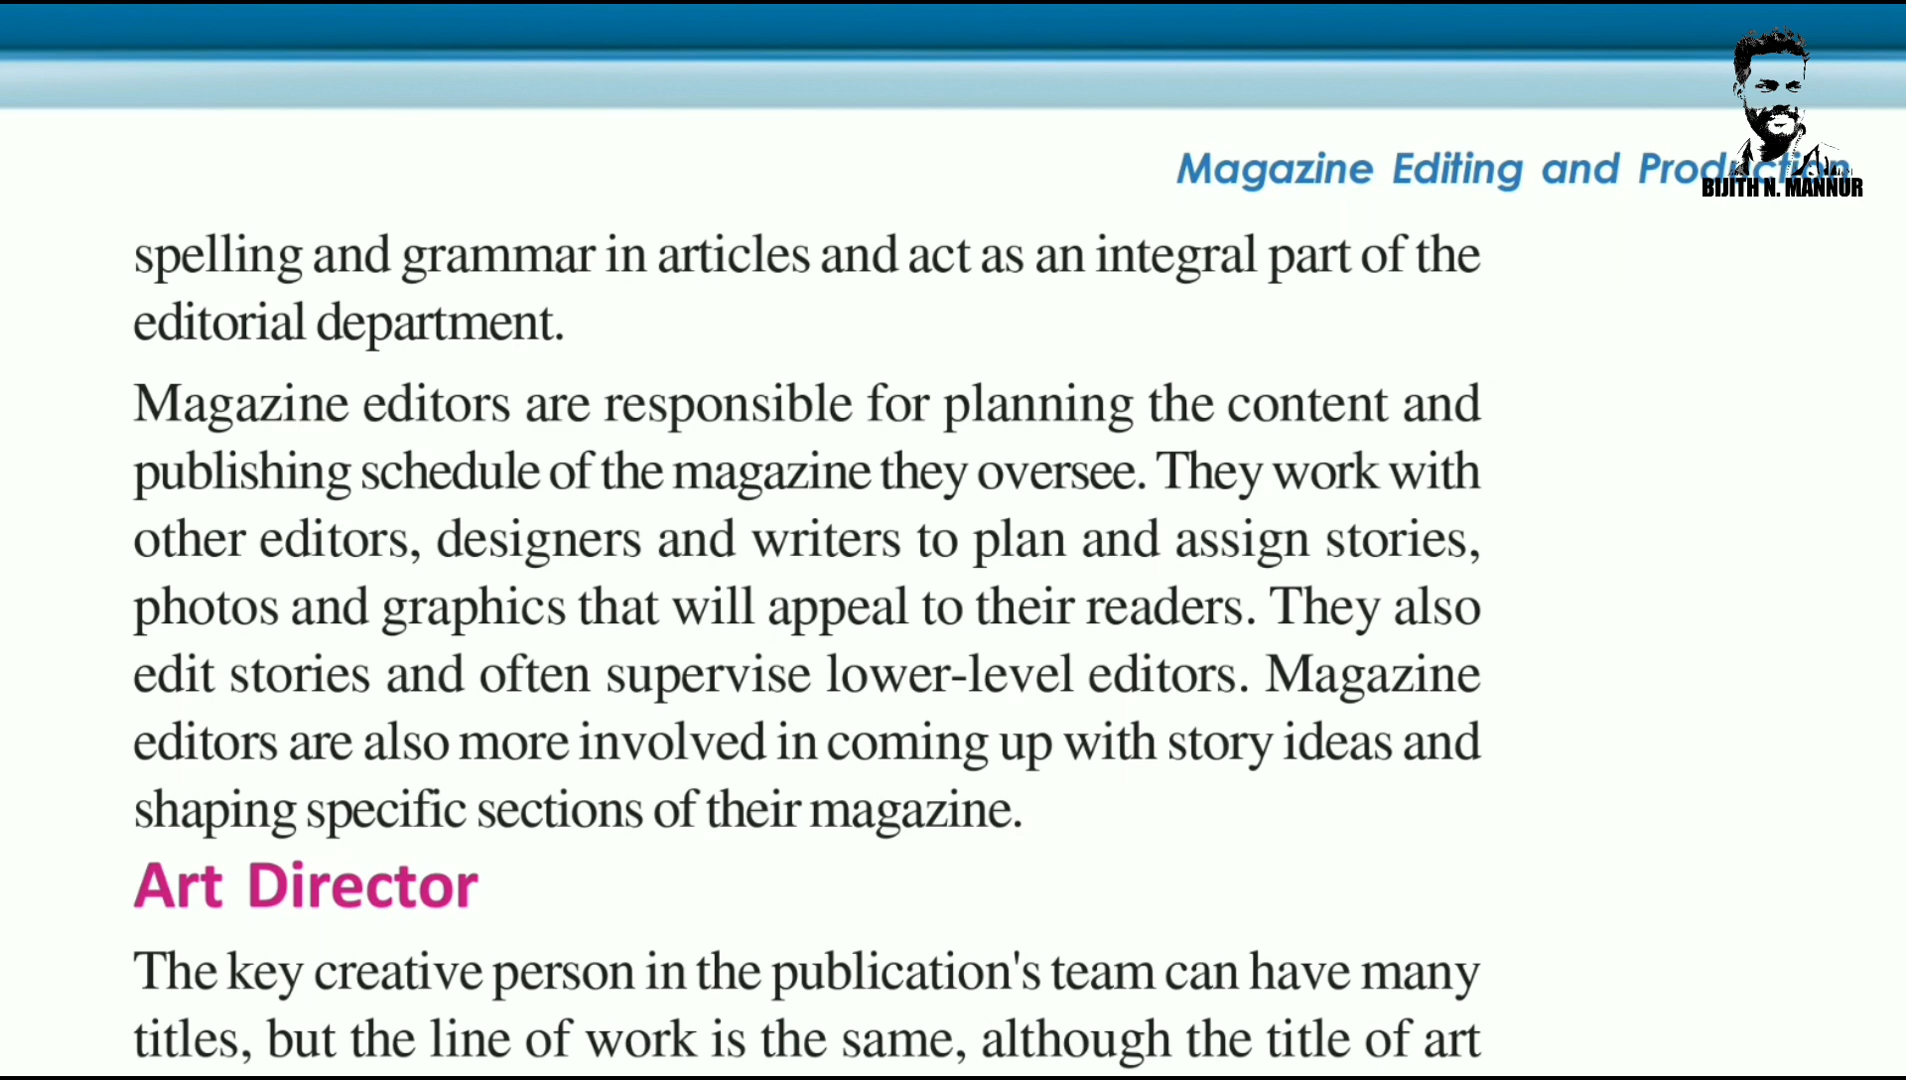 Magazine Editing and Production
BIJITH N. MANNUR
spelling and grammar in articles and act as an integral part of the
editorial department.
Magazine editors are responsible for planning the content and
publishing schedule of the magazine they oversee. They work with
other editors, designers and writers to plan and assign stories,
photos and graphics that will appeal to their readers. They also
edit stories and often supervise lower-level editors. Magazine
editors are also more involved in coming up with story ideas and
shaping specific sections of their magazine.
Art Director
The key creative person in the publication's team can have many
titles, but the line of work is the same, although the title of art